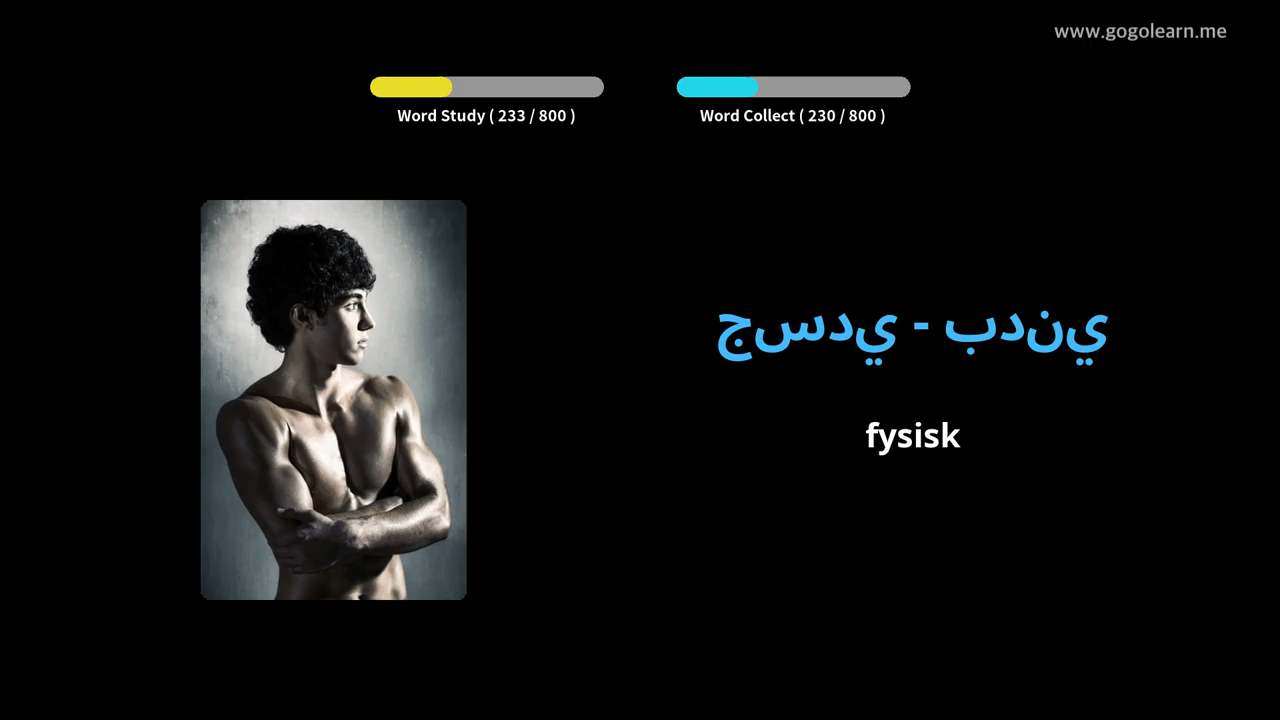 www.gogolearn.me
Word Study ( 233 / 800 )
Word Collect ( 230 / 800 )
جسدي - بدني
fysisk